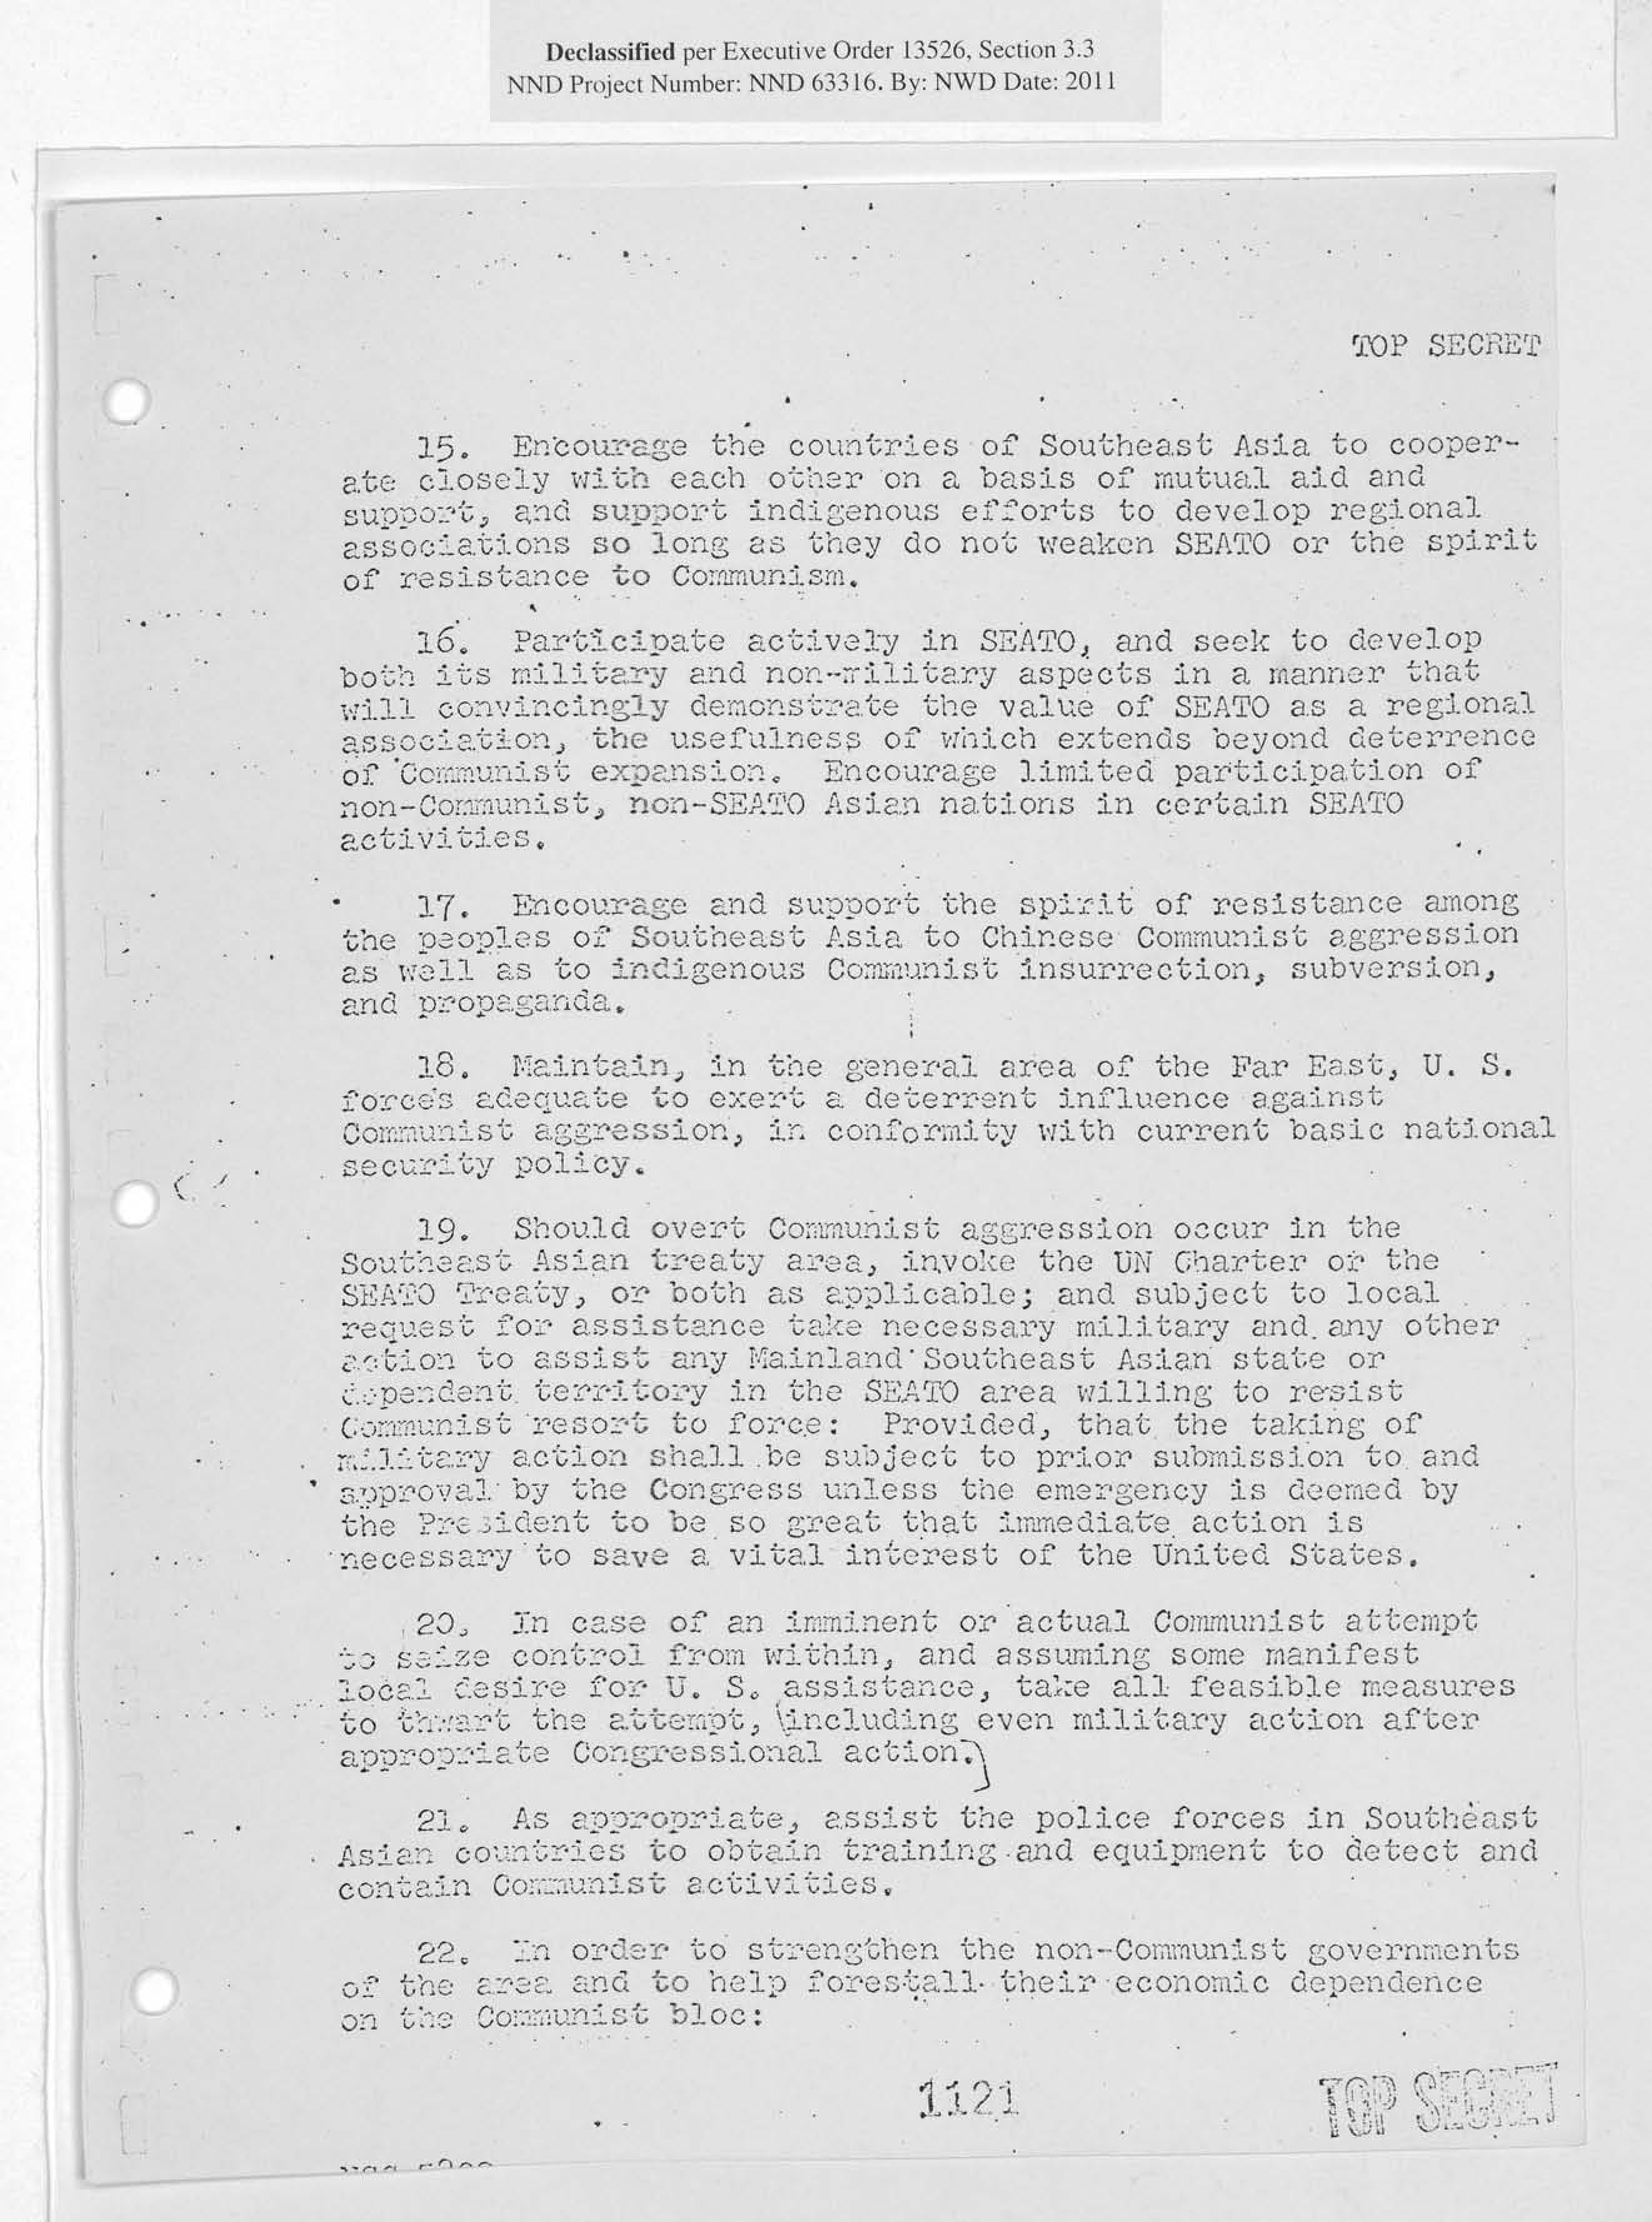 Declassified per Executive Order 13526, Section 3.3
NND Project Number: NND 63316. By: NWD Date: 2011
TOP SECRET
15. Encourage the countries of Southeast Asia to cooper-
ate closely with each other on a basis of mutual aid and
support, and support indigenous efforts to develop regional
associations so long as they do not weaken SEATO or the spirit
of resistance to Communism.
16. Participate actively in SEATO, and seek to develop
both its military and non-military aspects in a manner that
will convincingly demonstrate the value of SEATO as a regional
association, the usefulness of which extends beyond deterrence
of Communist expansion. Encourage limited participation of
non-Communist, non-SEATO Asian nations in certain SEATO
activities.
17. Encourage and support the spirit of resistance among
the peoples of Southeast Asia to Chinese Communist aggression
as well as to indigenous Communist insurrection, subversion,
and propaganda.
18. Maintain, in the general area of the Far East, U. S.
forces adequate to exert a deterrent influence against
Communist aggression, in conformity with current basic national
security policy.
19. Should overt Communist aggression occur in the
Southeast Asian treaty area, invoke the UN Charter or the
SEATO Treaty, or both as applicable; and subject to local
request for assistance take necessary military and any other
action to assist any Mainland Southeast Asian state or
dependent territory in the SEATO area willing to resist
Communist resort to force: Provided, that the taking of
military action shall be subject to prior submission to and
approval by the Congress unless the emergency is deemed by
the President to be so great that immediate action is
necessary to save a vital interest of the United States.
20. In case of an imminent or actual Communist attempt
to seize control from within, and assuming some manifest
local desire for U. S. assistance, take all feasible measures
to thwart the attempt, including even military action after
appropriate Congressional action.
21. As appropriate, assist the police forces in Southeast
Asian countries to obtain training and equipment to detect and
contain Communist activities.
22. In order to strengthen the non-Communist governments
of the area and to help forestall their economic dependence
on the Communist bloc:
1121
TOP SECRET